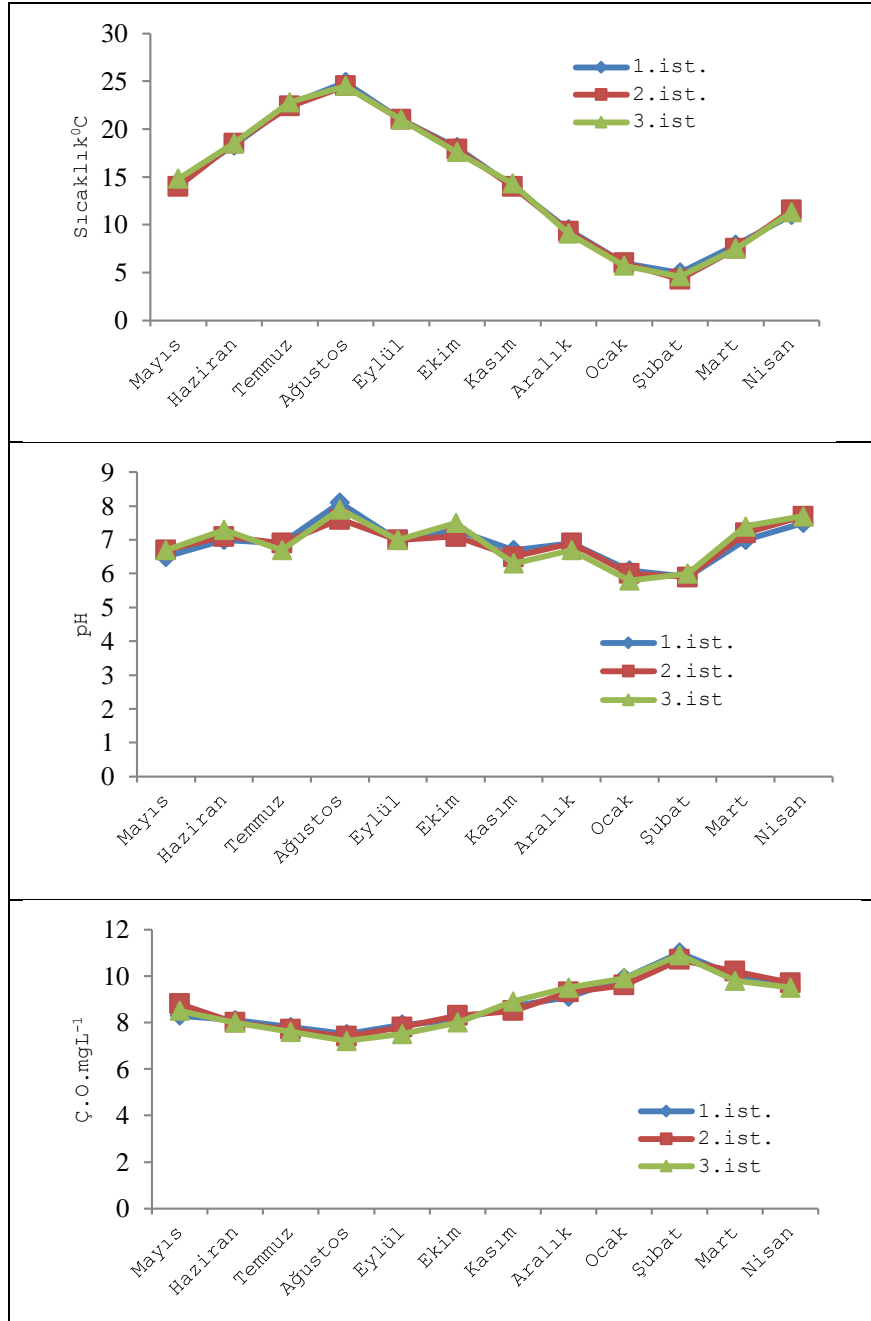 30
25
20
15
10
5
0
Sıcaklık⁰C
1.ist.
2.ist.
3.ist
Mayıs
Haziran
Temmuz
Ağustos
Eylül
Ekim
Kasım
Aralık
Ocak
Şubat
Mart
Nisan
9
8
7
6
5
4
3
2
1
0
pH
1.ist.
2.ist.
3.ist
Mayıs
Haziran
Temmuz
Ağustos
Eylül
Ekim
Kasım
Aralık
Ocak
Şubat
Mart
Nisan
12
10
8
6
4
2
0
Ç.O.mgL⁻¹
1.ist.
2.ist.
3.ist
Mayıs
Haziran
Temmuz
Ağustos
Eylül
Ekim
Kasım
Aralık
Ocak
Şubat
Mart
Nisan